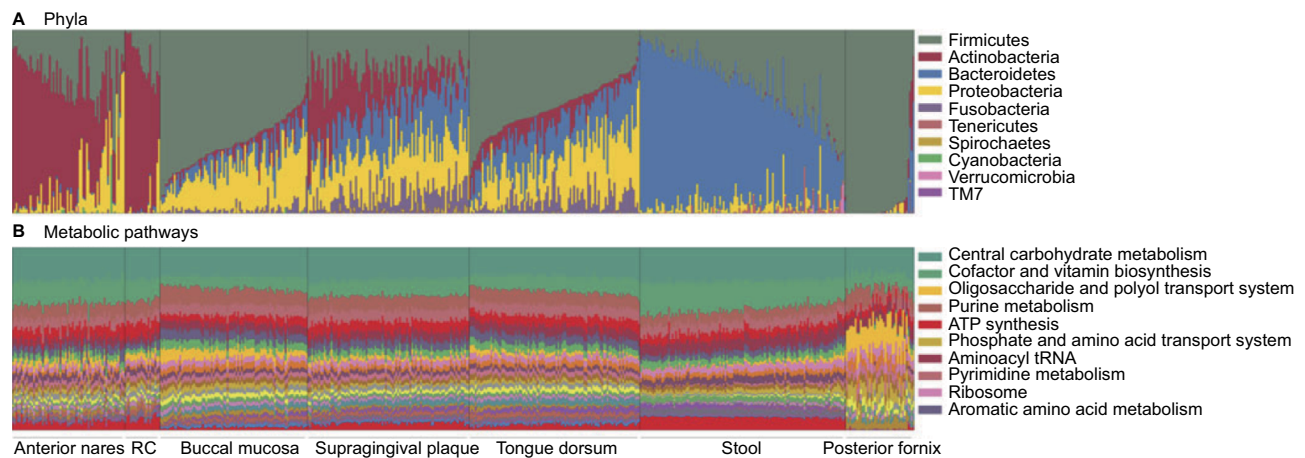 A Phyla
Firmicutes
Actinobacteria
Bacteroidetes
Proteobacteria
Fusobacteria
Tenericutes
Spirochaetes
Cyanobacteria
Verrucomicrobia
TM7
B Metabolic pathways
Central carbohydrate metabolism
Cofactor and vitamin biosynthesis
Oligosaccharide and polyol transport system
Purine metabolism
ATP synthesis
Phosphate and amino acid transport system
Aminoacyl tRNA
Pyrimidine metabolism
Ribosome
Aromatic amino acid metabolism
Anterior nares RC Buccal mucosa Supragingival plaque Tongue dorsum Stool Posterior fornix